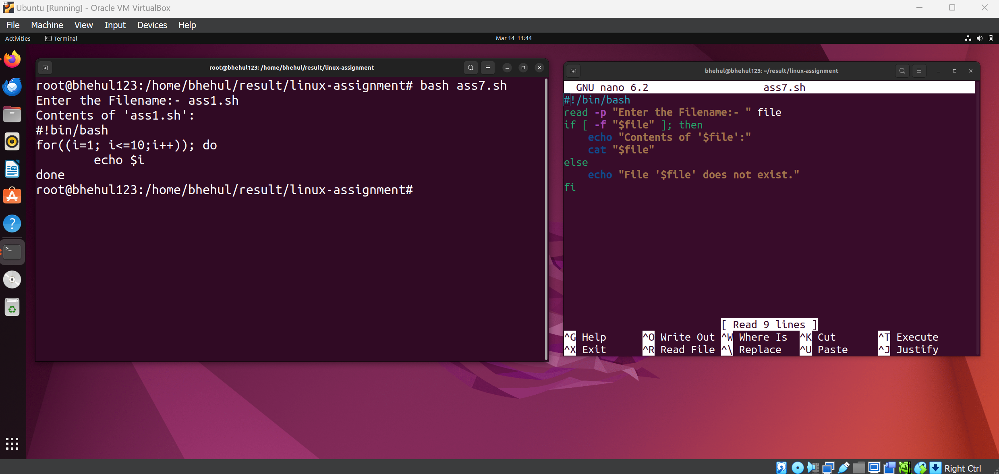 Ubuntu [Running] - Oracle VM VirtualBox
File Machine View Input Devices Help
Activities Terminal Mar 14 11:44
root@bhehul123: /home/bhehul/result/linux-assignment
root@bhehul123:/home/bhehul/result/linux-assignment# bash ass7.sh
Enter the Filename:- ass1.sh
Contents of 'ass1.sh':
#!bin/bash
for((i=1; i<=10;i++)); do
        echo $i
done
root@bhehul123:/home/bhehul/result/linux-assignment#
bhehul@bhehul123: ~/result/linux-assignment
GNU nano 6.2 ass7.sh
#!/bin/bash
read -p "Enter the Filename:- " file
if [ -f "$file" ]; then
    echo "Contents of '$file':"
    cat "$file"
else
    echo "File '$file' does not exist."
fi
[ Read 9 lines ]
^G Help ^O Write Out ^W Where Is ^K Cut ^T Execute
^X Exit ^R Read File ^\ Replace ^U Paste ^J Justify
Right Ctrl